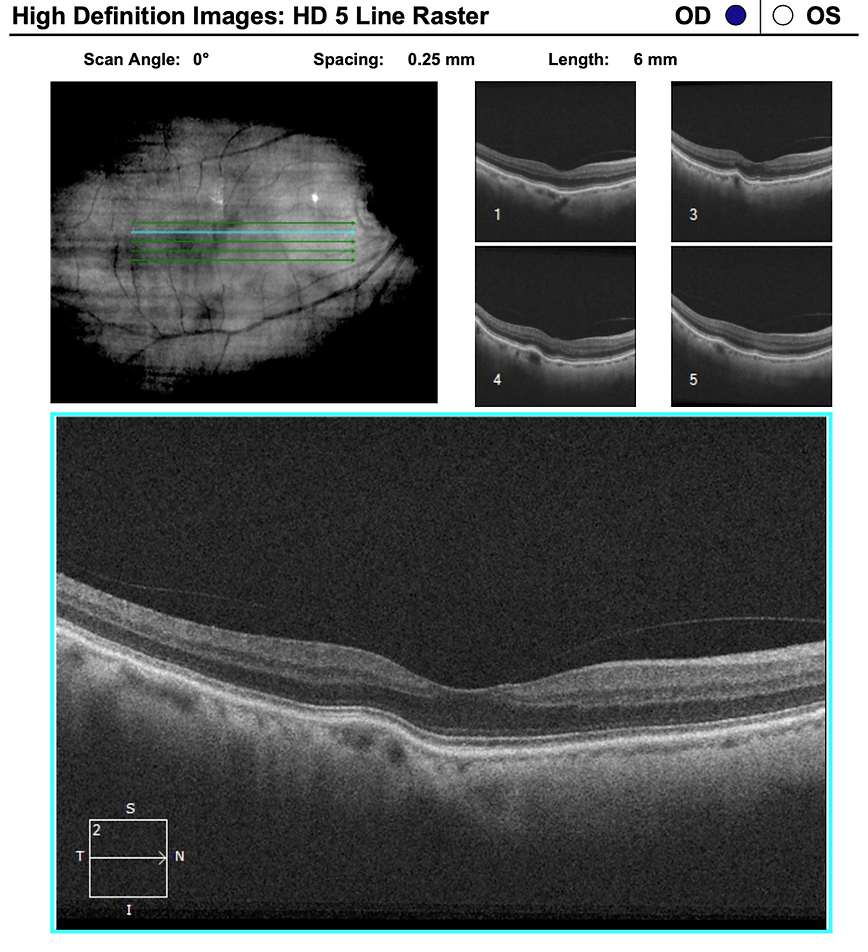 High Definition Images: HD 5 Line Raster OD OS
Scan Angle: 0° Spacing: 0.25 mm Length: 6 mm
1
3
4
5
S
2
T N
I